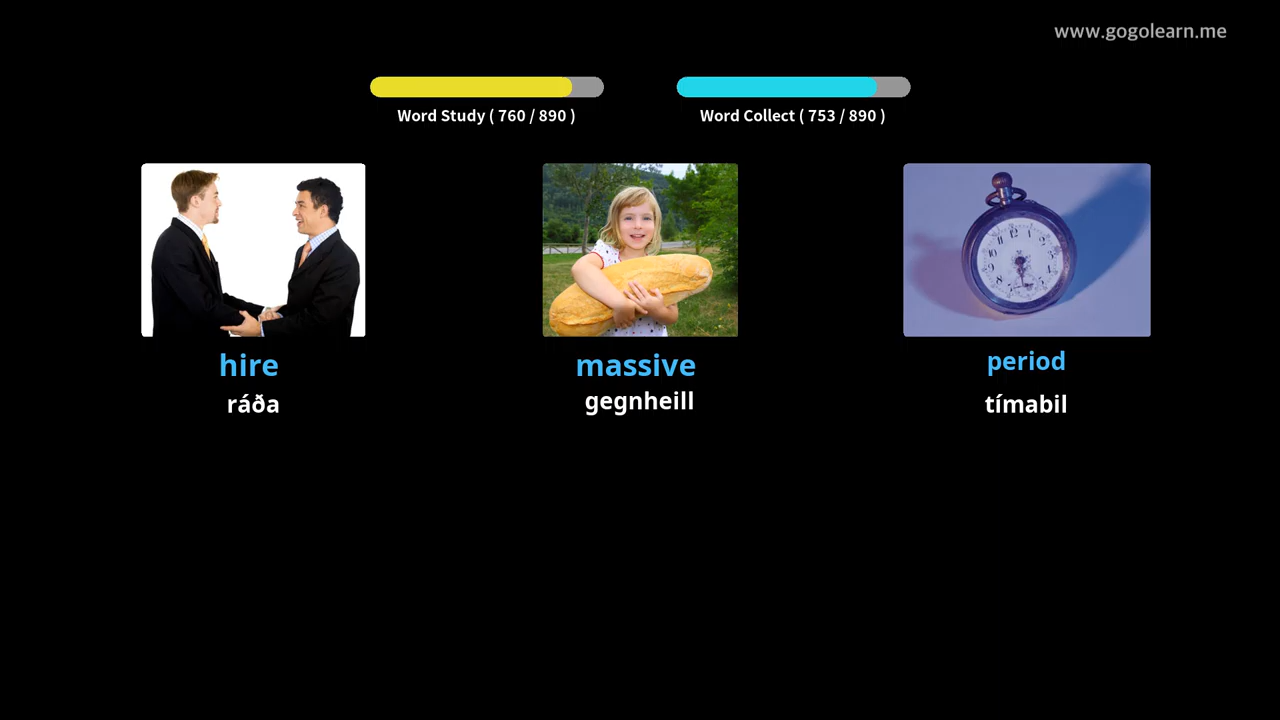 www.gogolearn.me
Word Study ( 760 / 890 )
Word Collect ( 753 / 890 )
hire
ráða
massive
gegnheill
period
tímabil